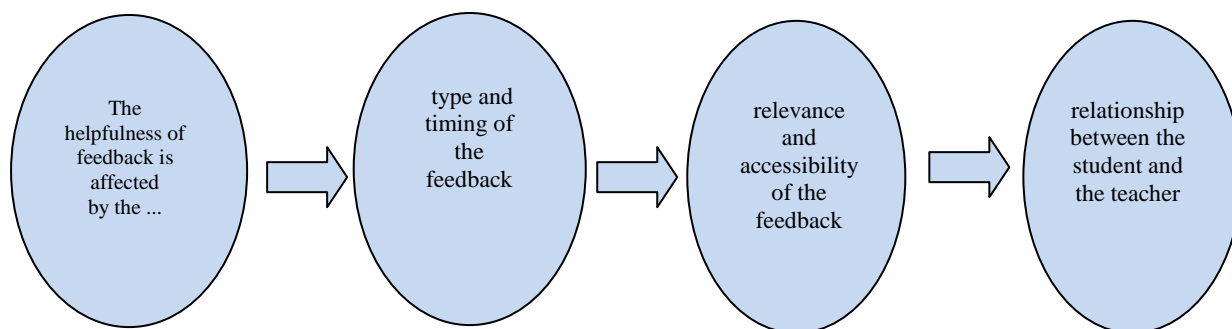 The
helpfulness of
feedback is
affected
by the ...
type and
timing of
the
feedback
relevance
and
accessibility
of the
feedback
relationship
between the
student and
the teacher